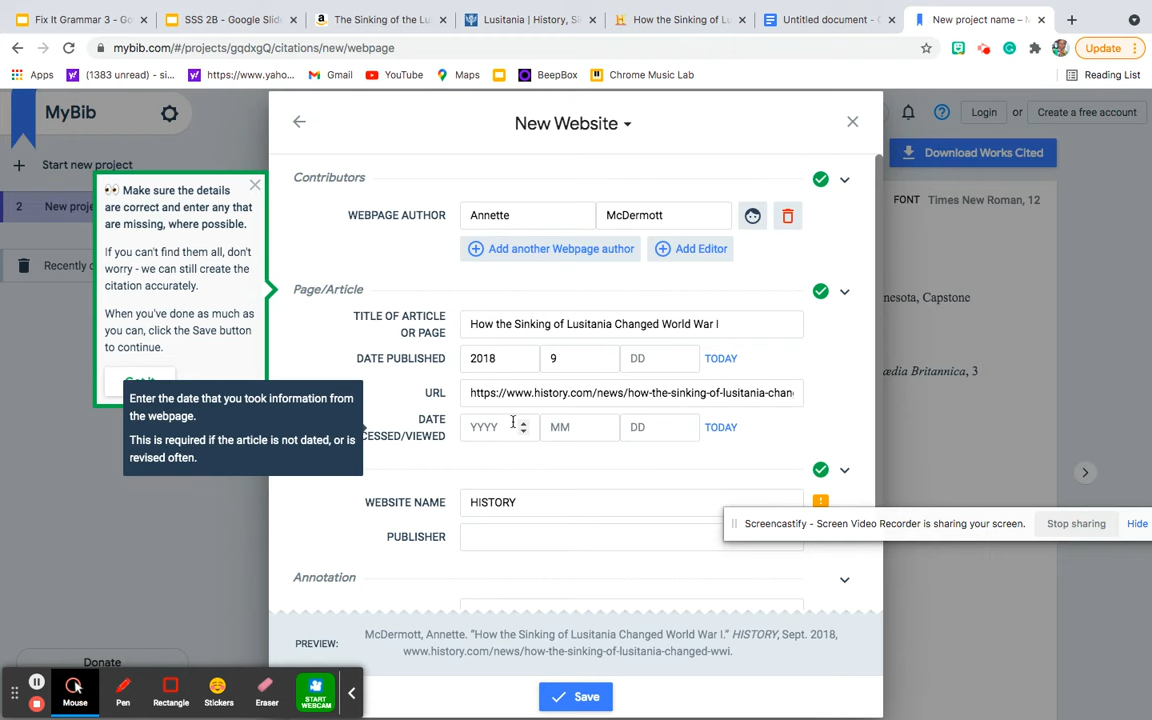 Fix It Grammar 3 - Go
SSS 2B - Google Slide
The Sinking of the Lus
Lusitania | History, Si
How the Sinking of Lu
Untitled document - G
New project name – M
mybib.com/#/projects/gqdxgQ/citations/new/webpage
Update
Apps
(1383 unread) - si...
https://www.yaho...
Gmail
YouTube
Maps
BeepBox
Chrome Music Lab
Reading List
MyBib
New Website
Login or Create a free account
Start new project
Download Works Cited
2 New proje
Recently d
FONT Times New Roman, 12
nesota, Capstone
ædia Britannica, 3
👀 Make sure the details
are correct and enter any that
are missing, where possible.
If you can't find them all, don't
worry - we can still create the
citation accurately.
When you've done as much as
you can, click the Save button
to continue.
Got it
Enter the date that you took information from
the webpage.
This is required if the article is not dated, or is
revised often.
Contributors
WEBPAGE AUTHOR Annette McDermott
Add another Webpage author Add Editor
Page/Article
TITLE OF ARTICLE
OR PAGE
How the Sinking of Lusitania Changed World War I
DATE PUBLISHED 2018 9 DD TODAY
URL https://www.history.com/news/how-the-sinking-of-lusitania-chan
DATE
CESSED/VIEWED
YYYY MM DD TODAY
WEBSITE NAME HISTORY
!
PUBLISHER
Screencastify - Screen Video Recorder is sharing your screen. Stop sharing Hide
Annotation
PREVIEW:
McDermott, Annette. “How the Sinking of Lusitania Changed World War I.” HISTORY, Sept. 2018,
www.history.com/news/how-the-sinking-of-lusitania-changed-wwi.
Save
Donate
Mouse
Pen
Rectangle
Stickers
Eraser
START
WEBCAM